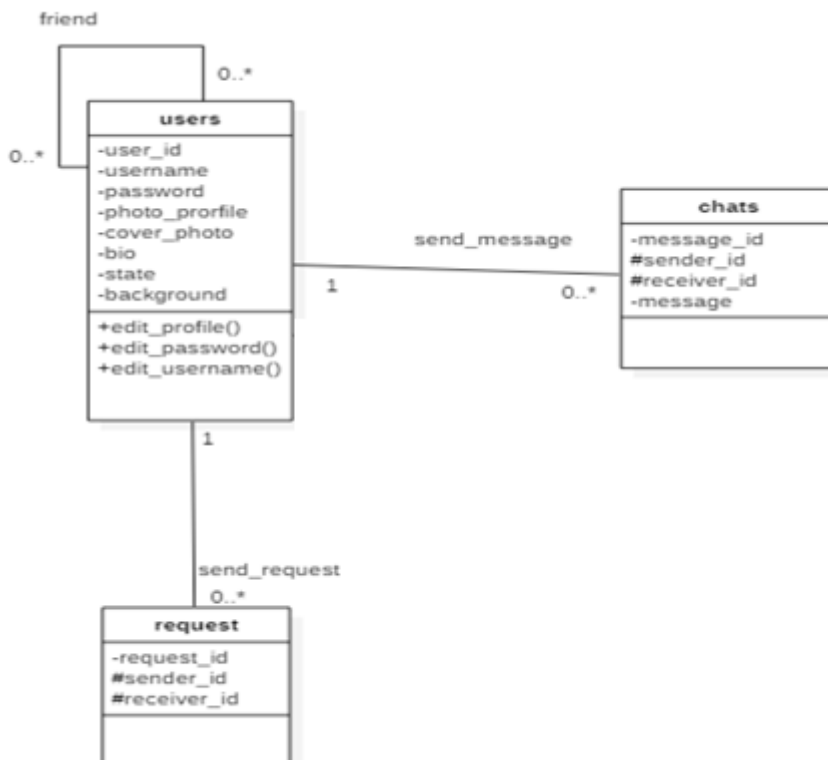 friend
0..*
0..*
users
-user_id
-username
-password
-photo_prorfile
-cover_photo
-bio
-state
-background
+edit_profile()
+edit_password()
+edit_username()
send_message
1
0..*
chats
-message_id
#sender_id
#receiver_id
-message
1
send_request
0..*
request
-request_id
#sender_id
#receiver_id